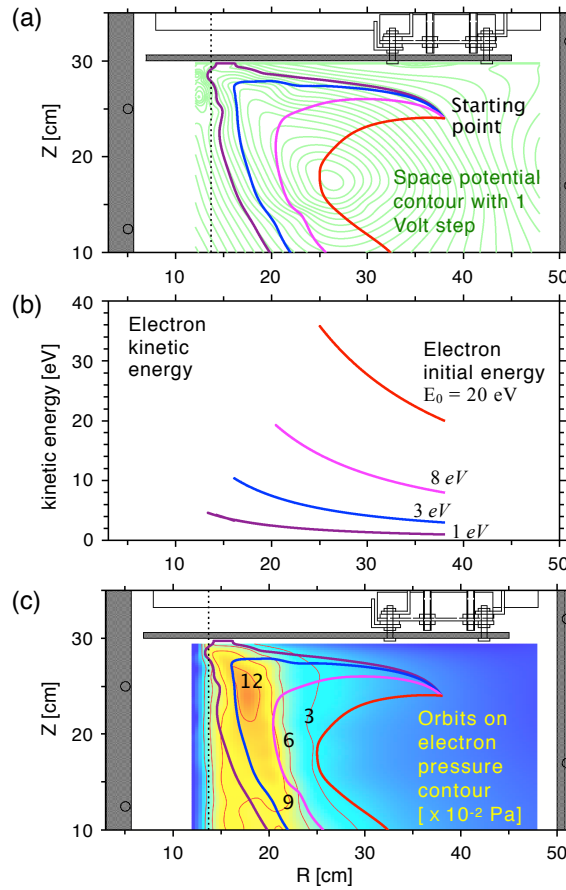 (a)
35
30
Z [cm]
20
10
Starting
point
Space potential
contour with 1
Volt step
10
20
30
40
50
(b)
40
30
kinetic energy [eV]
20
10
0
Electron
kinetic
energy
Electron
initial energy
E₀ = 20 eV
8 eV
3 eV
1 eV
10
20
30
40
50
(c)
35
30
Z [cm]
20
10
12
3
6
9
Orbits on
electron
pressure
contour
[ x 10⁻² Pa]
10
20
30
40
50
R [cm]